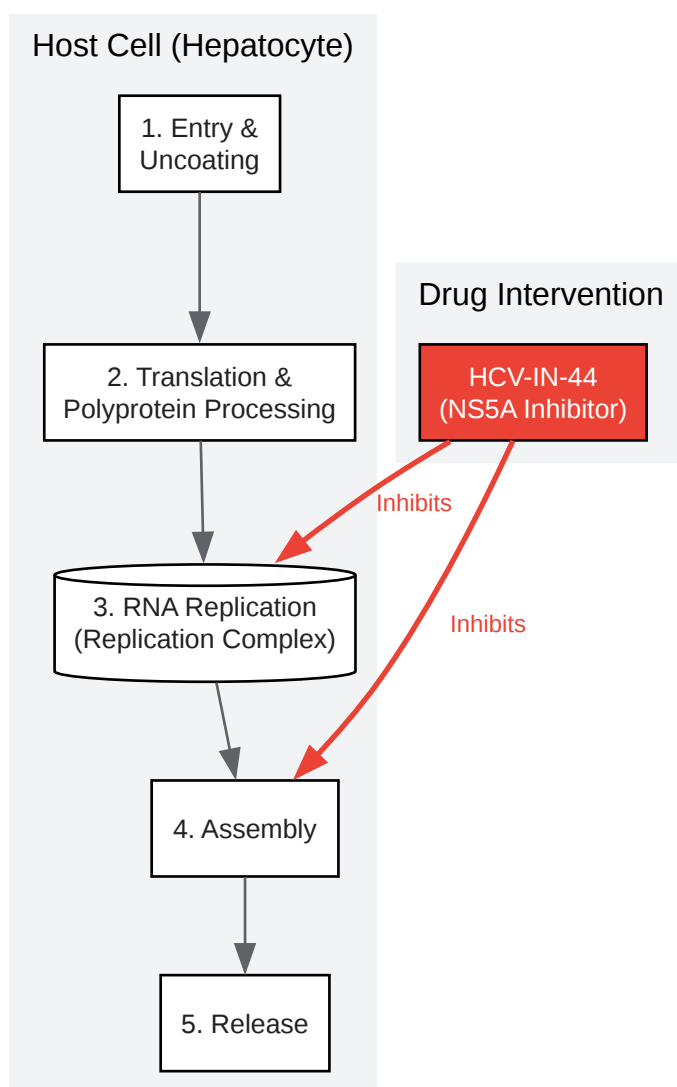 Host Cell (Hepatocyte)
1. Entry &
Uncoating
Drug Intervention
2. Translation &
Polyprotein Processing
HCV-IN-44
(NS5A Inhibitor)
Inhibits
3. RNA Replication
(Replication Complex)
Inhibits
4. Assembly
5. Release